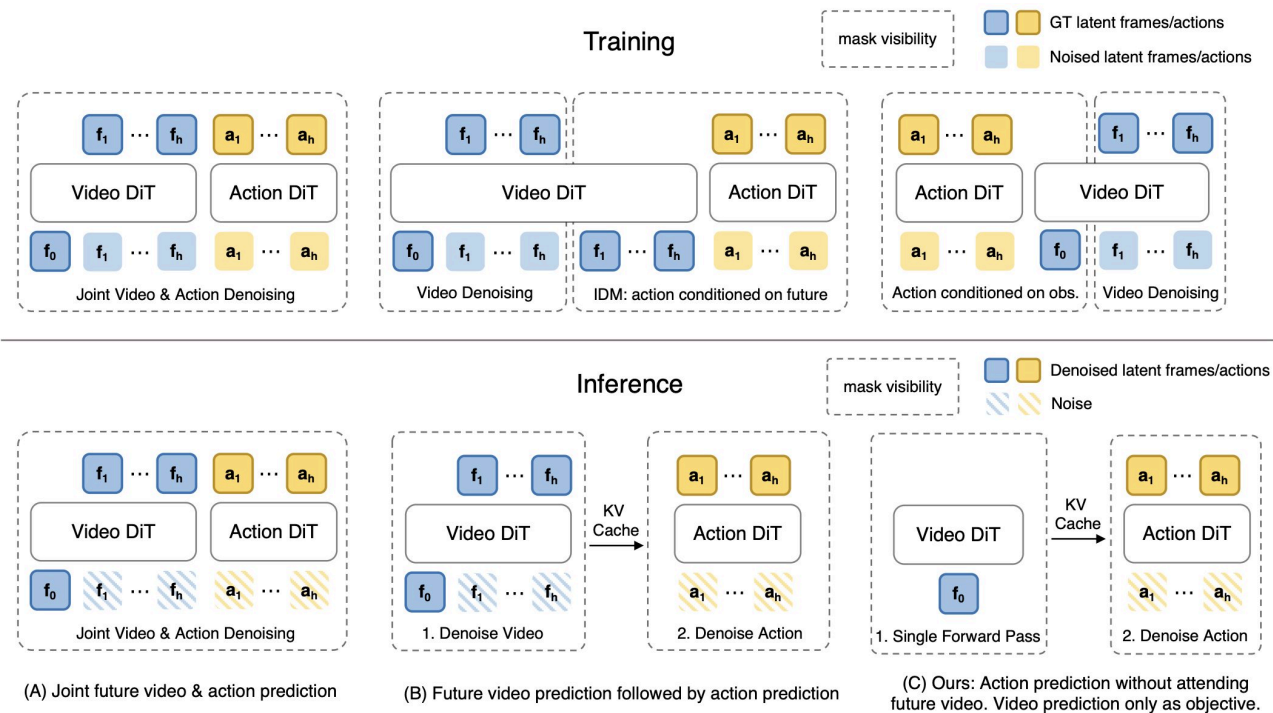 Training
mask visibility
GT latent frames/actions
Noised latent frames/actions
f1 ··· fh a1 ··· ah
Video DiT Action DiT
f0 f1 ··· fh a1 ··· ah
Joint Video & Action Denoising
f1 ··· fh a1 ··· ah
Video DiT Action DiT
f0 f1 ··· fh f1 ··· fh a1 ··· ah
Video Denoising IDM: action conditioned on future
a1 ··· ah f1 ··· fh
Action DiT Video DiT
a1 ··· ah f0 f1 ··· fh
Action conditioned on obs. Video Denoising
Inference
mask visibility
Denoised latent frames/actions
Noise
f1 ··· fh a1 ··· ah
Video DiT Action DiT
f0 f1 ··· fh a1 ··· ah
Joint Video & Action Denoising
(A) Joint future video & action prediction
f1 ··· fh
Video DiT
f0 f1 ··· fh
1. Denoise Video
KV
Cache
a1 ··· ah
Action DiT
a1 ··· ah
2. Denoise Action
(B) Future video prediction followed by action prediction
Video DiT
f0
1. Single Forward Pass
KV
Cache
a1 ··· ah
Action DiT
a1 ··· ah
2. Denoise Action
(C) Ours: Action prediction without attending
future video. Video prediction only as objective.